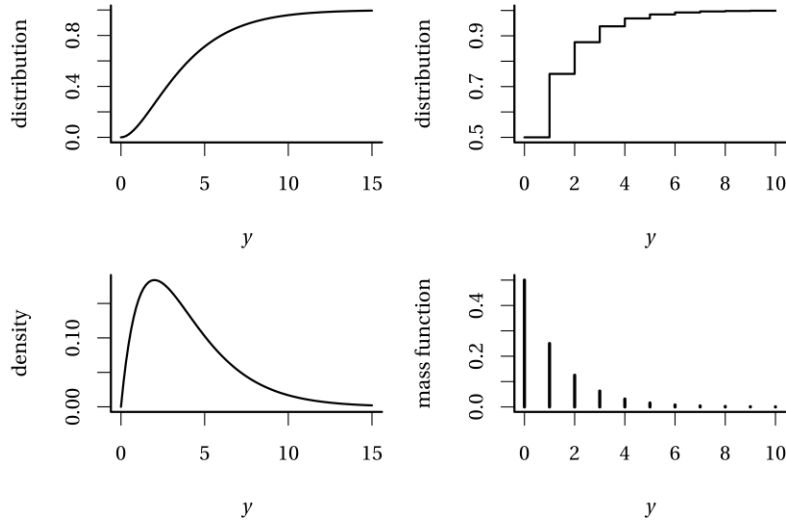 distribution
0.0 0.4 0.8
0 5 10 15
y
distribution
0.5 0.7 0.9
0 2 4 6 8 10
y
density
0.00 0.10
0 5 10 15
y
mass function
0.0 0.2 0.4
0 2 4 6 8 10
y